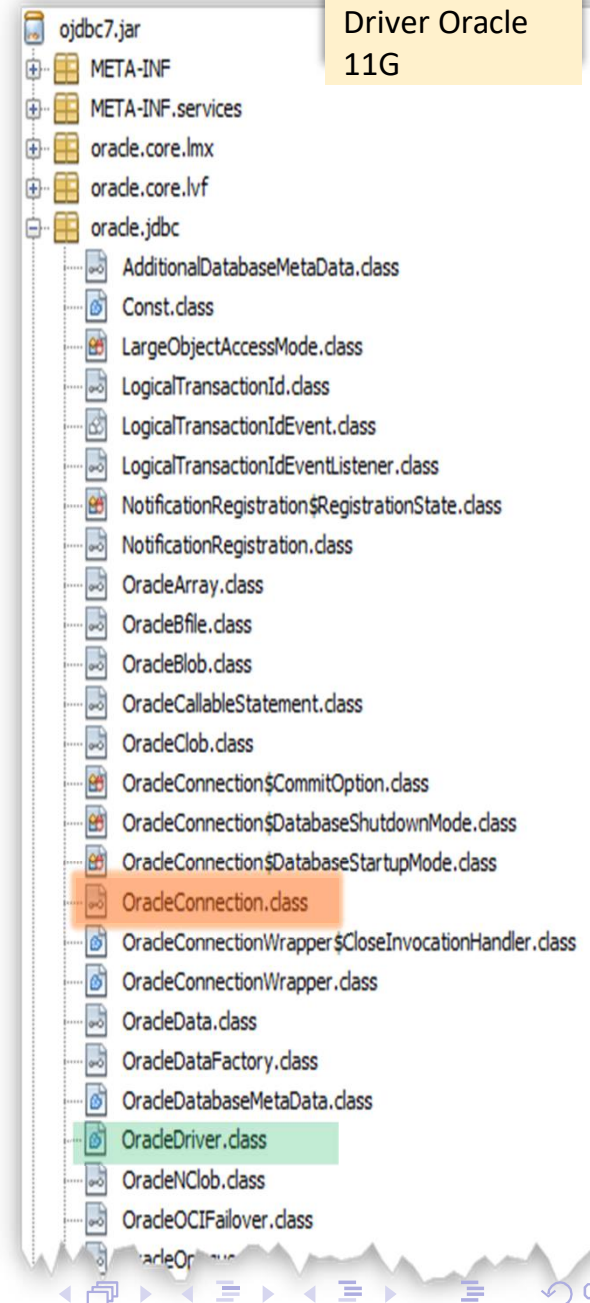 Driver Oracle
11G
ojdbc7.jar
META-INF
META-INF.services
oracle.core.lmx
oracle.core.lvf
oracle.jdbc
AdditionalDatabaseMetaData.class
Const.class
LargeObjectAccessMode.class
LogicalTransactionId.class
LogicalTransactionIdEvent.class
LogicalTransactionIdEventListener.class
NotificationRegistration$RegistrationState.class
NotificationRegistration.class
OracleArray.class
OracleBfile.class
OracleBlob.class
OracleCallableStatement.class
OracleClob.class
OracleConnection$CommitOption.class
OracleConnection$DatabaseShutdownMode.class
OracleConnection$DatabaseStartupMode.class
OracleConnection.class
OracleConnectionWrapper$CloseInvocationHandler.class
OracleConnectionWrapper.class
OracleData.class
OracleDataFactory.class
OracleDatabaseMetaData.class
OracleDriver.class
OracleNClob.class
OracleOCIFailover.class